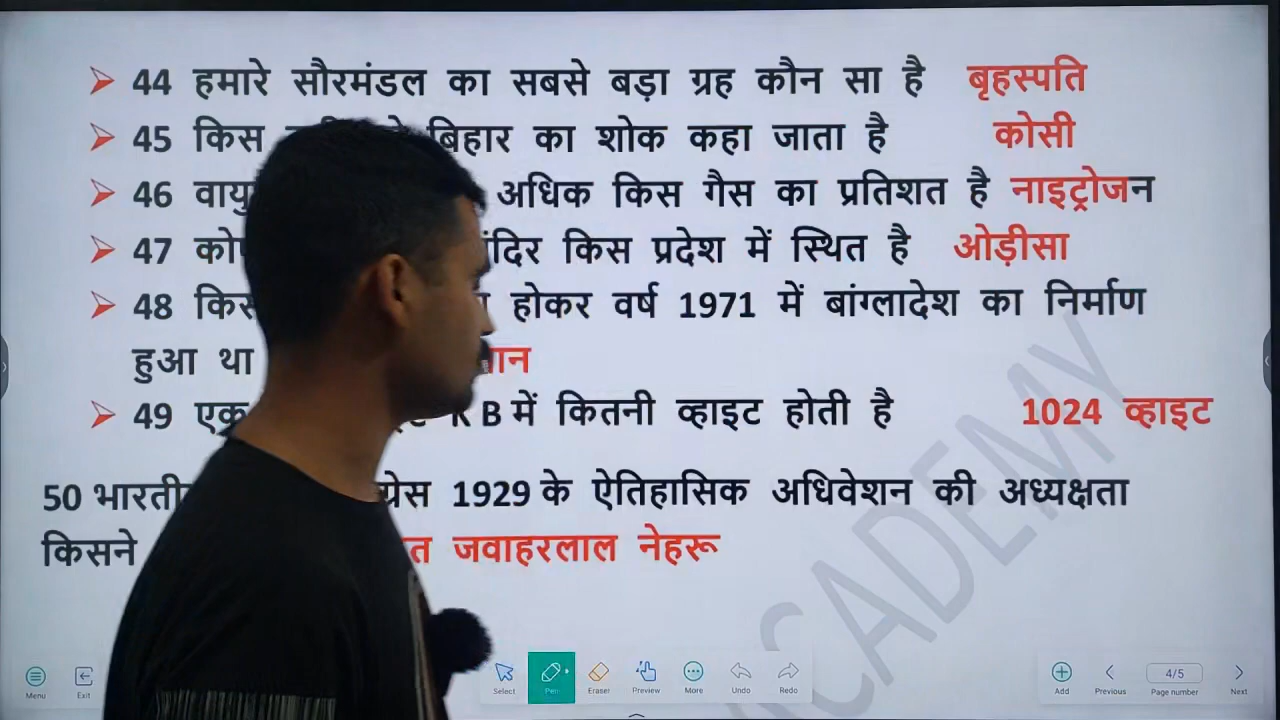 44 हमारे सौरमंडल का सबसे बड़ा ग्रह कौन सा है बृहस्पति
45 किस बिहार का शोक कहा जाता है कोसी
46 अधिक किस गैस का प्रतिशत है नाइट्रोजन
47 किस प्रदेश में स्थित है ओड़ीसा
48 होकर वर्ष 1971 में बांग्लादेश का निर्माण
हुआ था
49 B में कितनी व्हाइट होती है 1024 व्हाइट
50 1929 के ऐतिहासिक अधिवेशन की अध्यक्षता
किसने जवाहरलाल नेहरू
ACADEMY
Menu Exit Select Pen Eraser Preview More Undo Redo Add Previous 4/5 Page number Next